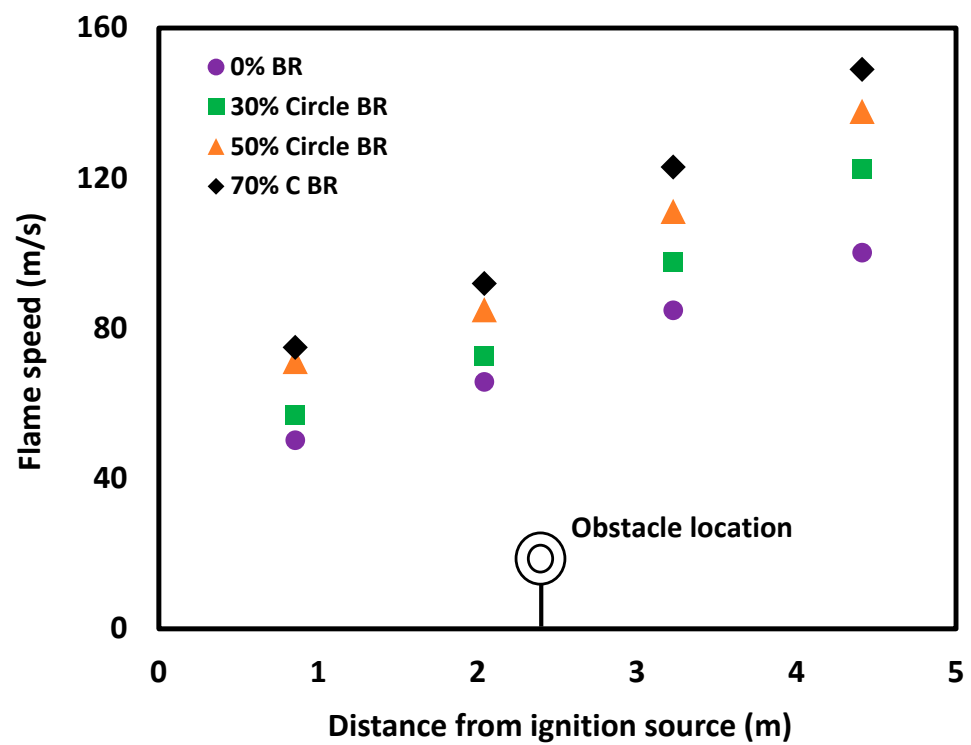 160
120
80
40
0
Flame speed (m/s)
0% BR
30% Circle BR
50% Circle BR
70% C BR
Obstacle location
0 1 2 3 4 5
Distance from ignition source (m)